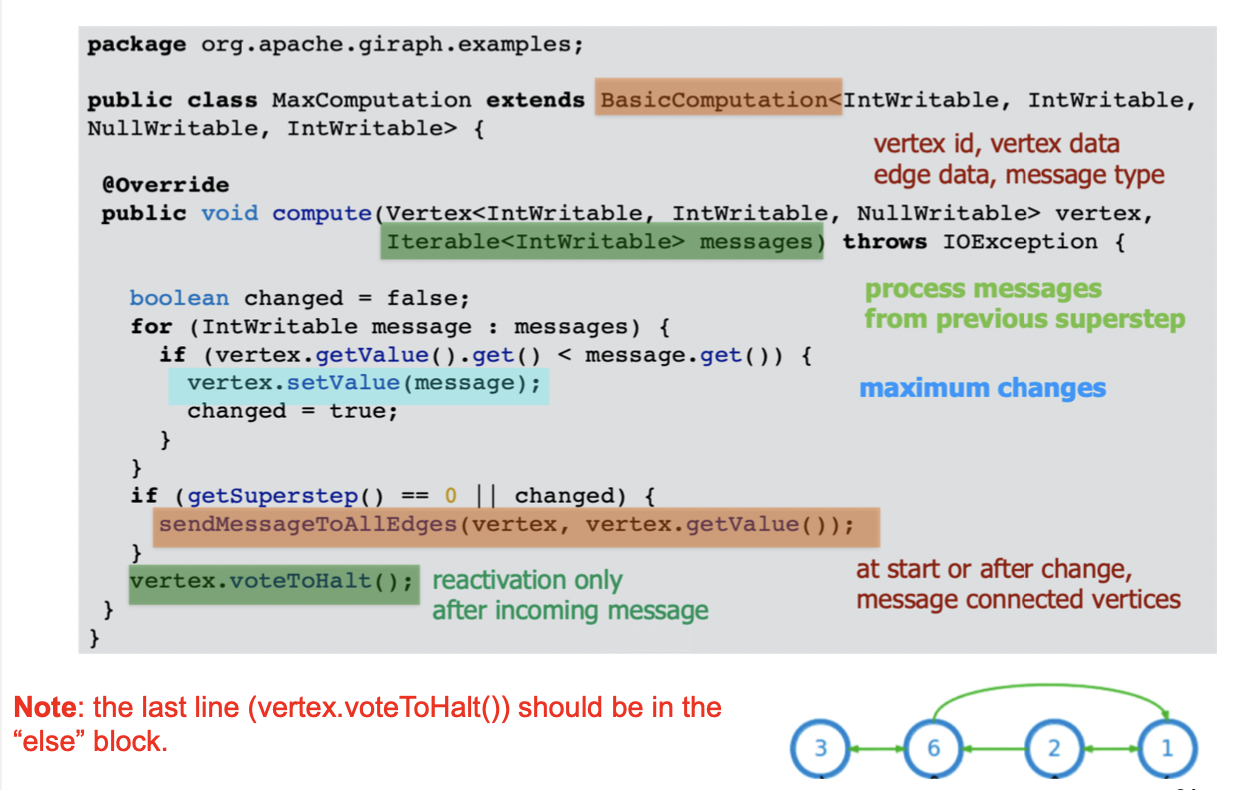 package org.apache.giraph.examples;
public class MaxComputation extends BasicComputation<IntWritable, IntWritable,
NullWritable, IntWritable> {
vertex id, vertex data
edge data, message type
@Override
public void compute(Vertex<IntWritable, IntWritable, NullWritable> vertex,
Iterable<IntWritable> messages) throws IOException {
process messages
from previous superstep
boolean changed = false;
for (IntWritable message : messages) {
if (vertex.getValue().get() < message.get()) {
vertex.setValue(message);
maximum changes
changed = true;
}
}
if (getSuperstep() == 0 || changed) {
sendMessageToAllEdges(vertex, vertex.getValue());
}
at start or after change,
message connected vertices
vertex.voteToHalt();
reactivation only
after incoming message
}
}
Note: the last line (vertex.voteToHalt()) should be in the
“else” block.
3 6 2 1